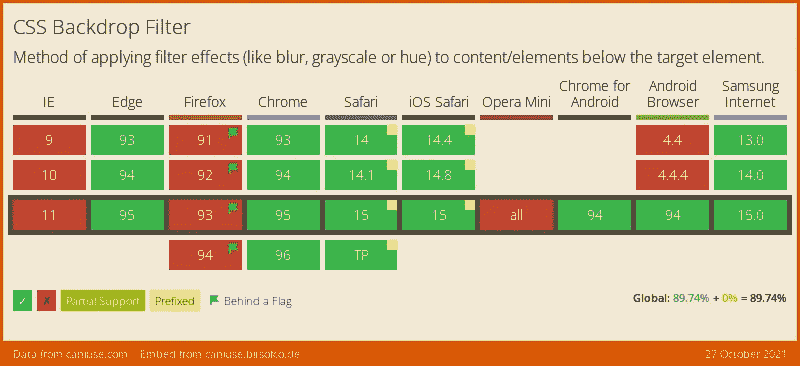 CSS Backdrop Filter
Method of applying filter effects (like blur, grayscale or hue) to content/elements below the target element.
IE Edge Firefox Chrome Safari iOS Safari Opera Mini Chrome for Android Android Browser Samsung Internet
9 93 91 93 14 14.4 4.4 13.0
10 94 92 94 14.1 14.8 4.4.4 14.0
11 95 93 95 15 15 all 94 94 15.0
94 96 TP
✓ ✗ Partial Support Prefixed Behind a Flag Global: 89.74% + 0% = 89.74%
Data from caniuse.com Embed from caniuse.bitsofco.de 27 October 2021